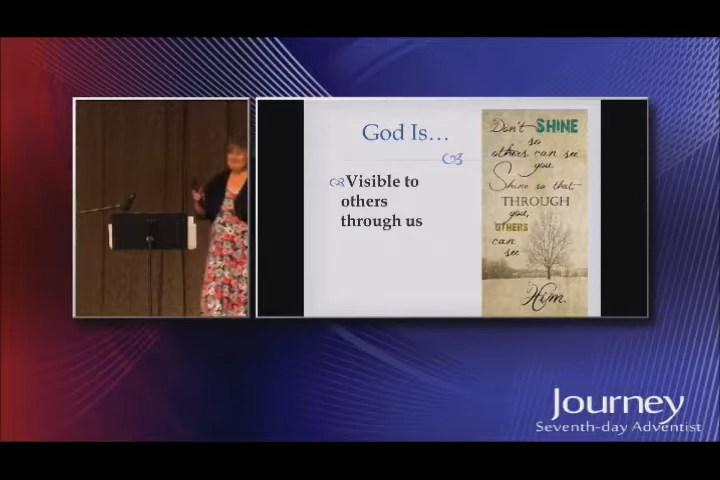 God Is...
Visible to
others
through us
Don't SHINE
so
others can see
you.
Shine so that
THROUGH
you,
OTHERS
can
see
Him.
Journey
Seventh-day Adventist